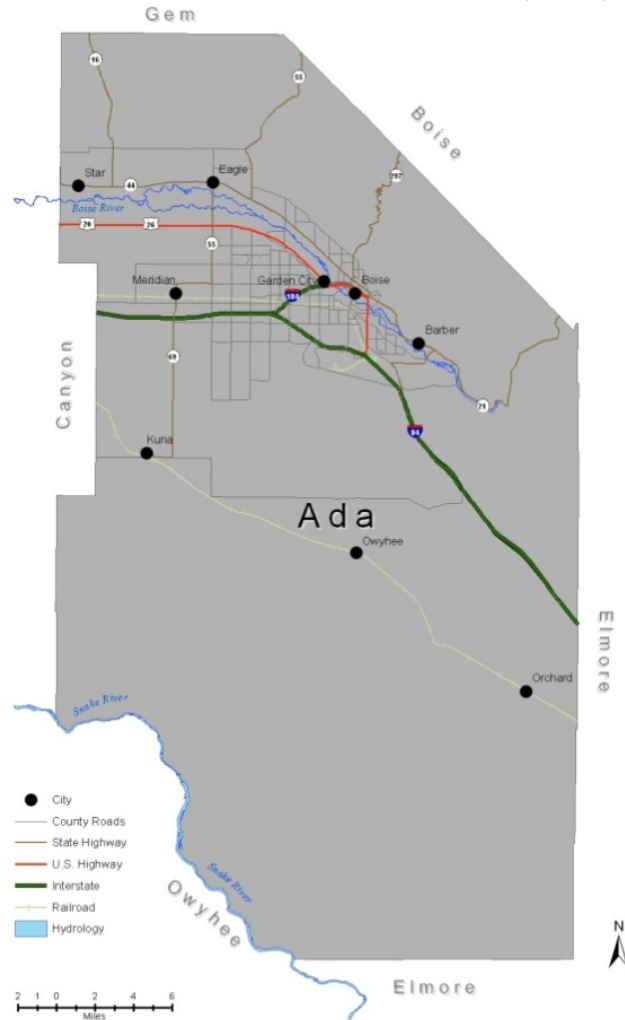 Gem
16
55
Boise
Star
44
Eagle
Boise River
20
26
55
Meridian
Garden City
184
Boise
Barber
69
Canyon
21
84
Kuna
Ada
Owyhee
Elmore
Orchard
Snake River
City
County Roads
State Highway
U.S. Highway
Interstate
Railroad
Hydrology
Snake River
Owyhee
Elmore
N
2 1 0 2 4 6
Miles